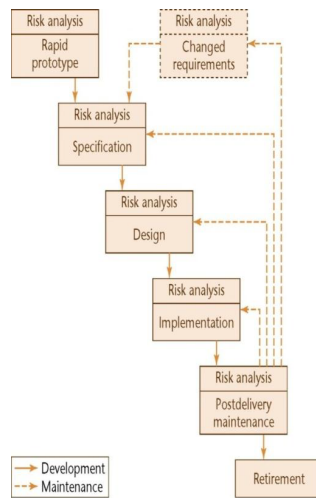 Risk analysis
Rapid
prototype
Risk analysis
Changed
requirements
Risk analysis
Specification
Risk analysis
Design
Risk analysis
Implementation
Risk analysis
Postdelivery
maintenance
Retirement
Development
Maintenance